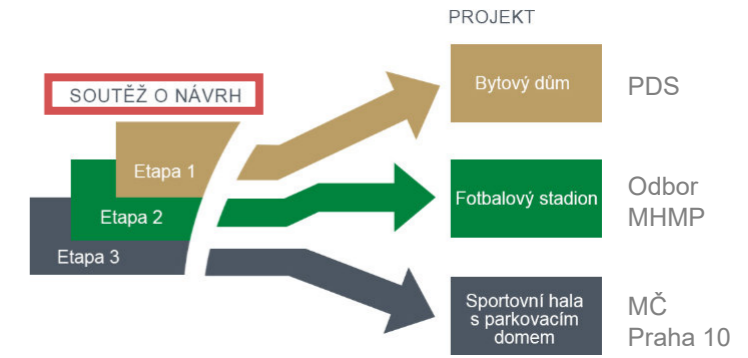 PROJEKT
SOUTĚŽ O NÁVRH
Etapa 1
Etapa 2
Etapa 3
Bytový dům
PDS
Fotbalový stadion
Odbor
MHMP
Sportovní hala
s parkovacím
domem
MČ
Praha 10